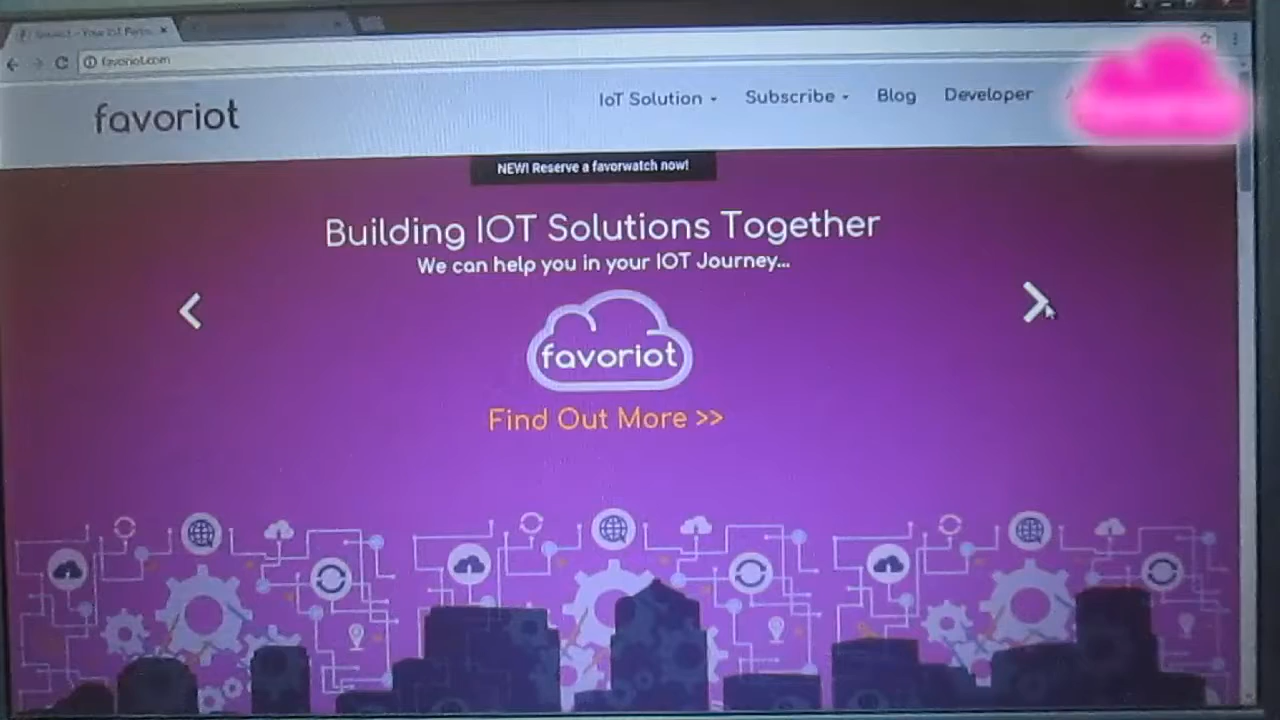 favoriot.com
favoriot
IoT Solution
Subscribe
Blog
Developer
NEW! Reserve a favorwatch now!
Building IOT Solutions Together
We can help you in your IOT Journey...
favoriot
Find Out More >>